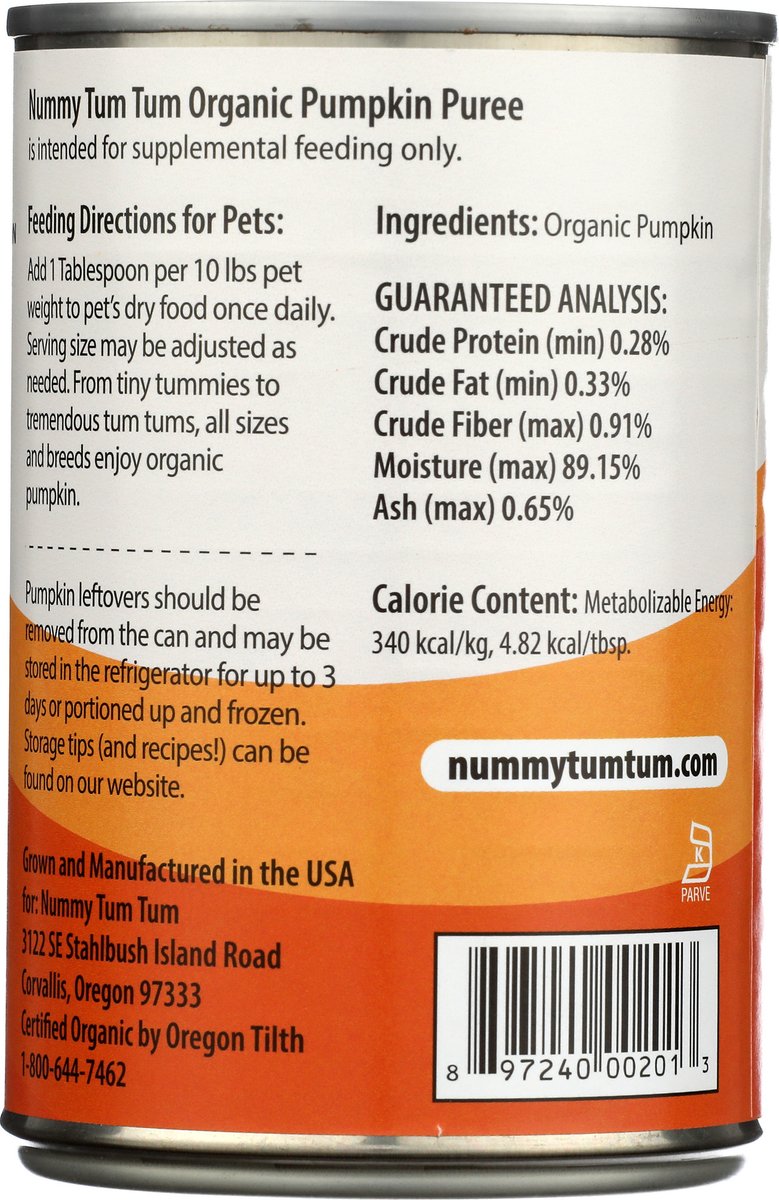 Nummy Tum Tum Organic Pumpkin Puree
is intended for supplemental feeding only.
Feeding Directions for Pets:
Add 1 Tablespoon per 10 lbs pet
weight to pet's dry food once daily.
Serving size may be adjusted as
needed. From tiny tummies to
tremendous tum tums, all sizes
and breeds enjoy organic
pumpkin.
Pumpkin leftovers should be
removed from the can and may be
stored in the refrigerator for up to 3
days or portioned up and frozen.
Storage tips (and recipes!) can be
found on our website.
Grown and Manufactured in the USA
for: Nummy Tum Tum
3122 SE Stahlbush Island Road
Corvallis, Oregon 97333
Certified Organic by Oregon Tilth
1-800-644-7462
Ingredients: Organic Pumpkin
GUARANTEED ANALYSIS:
Crude Protein (min) 0.28%
Crude Fat (min) 0.33%
Crude Fiber (max) 0.91%
Moisture (max) 89.15%
Ash (max) 0.65%
Calorie Content: Metabolizable Energy:
340 kcal/kg, 4.82 kcal/tbsp.
nummytumtum.com
K
PARVE
8 97240 00201 3